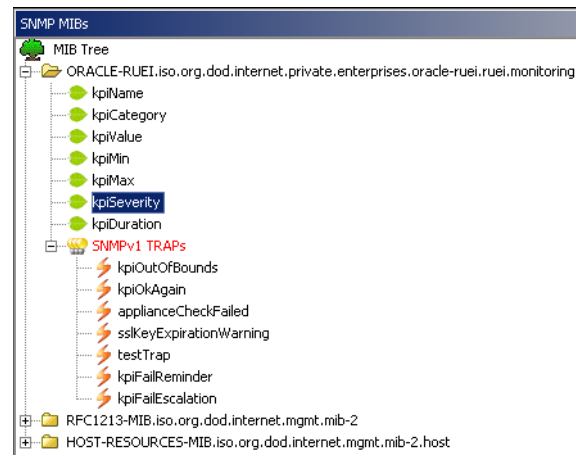 SNMP MIBs
MIB Tree
ORACLE-RUEI.iso.org.dod.internet.private.enterprises.oracle-ruei.ruei.monitoring
kpiName
kpiCategory
kpiValue
kpiMin
kpiMax
kpiSeverity
kpiDuration
SNMPv1 TRAPs
kpiOutOfBounds
kpiOkAgain
applianceCheckFailed
sslKeyExpirationWarning
testTrap
kpiFailReminder
kpiFailEscalation
RFC1213-MIB.iso.org.dod.internet.mgmt.mib-2
HOST-RESOURCES-MIB.iso.org.dod.internet.mgmt.mib-2.host